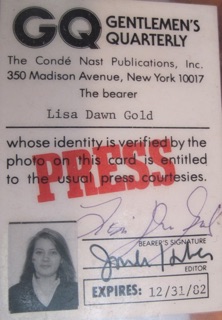 GQ GENTLEMEN'S
QUARTERLY
The Condé Nast Publications, Inc.
350 Madison Avenue, New York 10017
The bearer
Lisa Dawn Gold
whose identity is verified by the
photo on this card is entitled
to the usual press courtesies.
PRESS
BEARER'S SIGNATURE
EDITOR
EXPIRES: 12/31/82